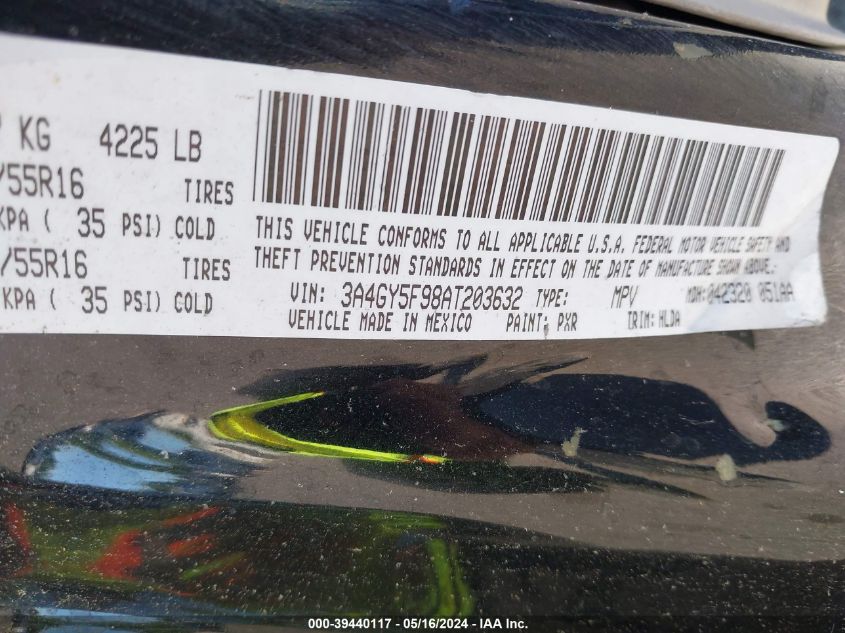 KG 4225 LB
/55R16 TIRES
KPA ( 35 PSI) COLD
/55R16 TIRES
KPA ( 35 PSI) COLD
THIS VEHICLE CONFORMS TO ALL APPLICABLE U.S.A. FEDERAL MOTOR VEHICLE SAFETY AND
THEFT PREVENTION STANDARDS IN EFFECT ON THE DATE OF MANUFACTURE SHOWN ABOVE.:
VIN: 3A4GY5F98AT203632 TYPE: MPV MDH: 042320 051AA
VEHICLE MADE IN MEXICO PAINT: PXR TRIM: HLDA
000-39440117 - 05/16/2024 - IAA Inc.